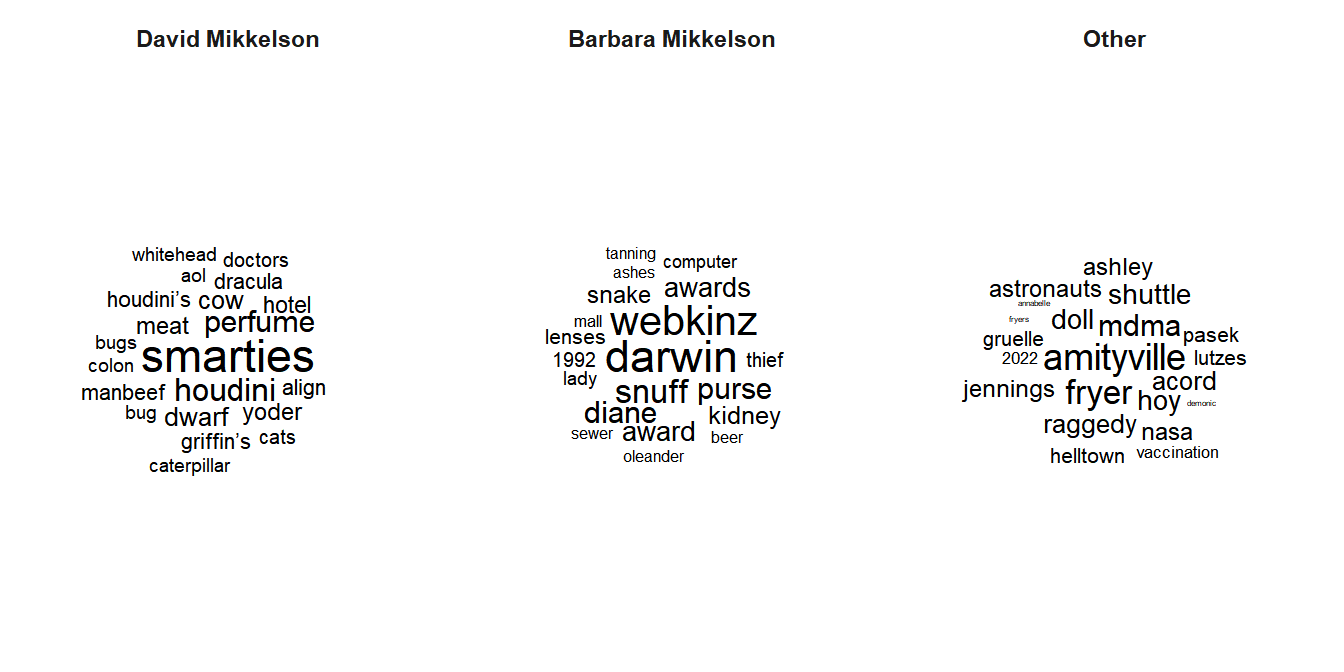 David Mikkelson
whitehead doctors
aol dracula
houdini’s cow hotel
meat perfume
bugs smarties
colon
manbeef houdini align
bug dwarf yoder
griffin’s cats
caterpillar
Barbara Mikkelson
tanning computer
ashes
snake awards
mall webkinz
lenses
1992 darwin thief
lady
snuff purse
diane kidney
sewer award beer
oleander
Other
ashley
astronauts shuttle
annabelle
fryers doll mdma
gruelle pasek
2022 amityville lutzes
jennings fryer acord
hoy demonic
raggedy nasa
helltown vaccination